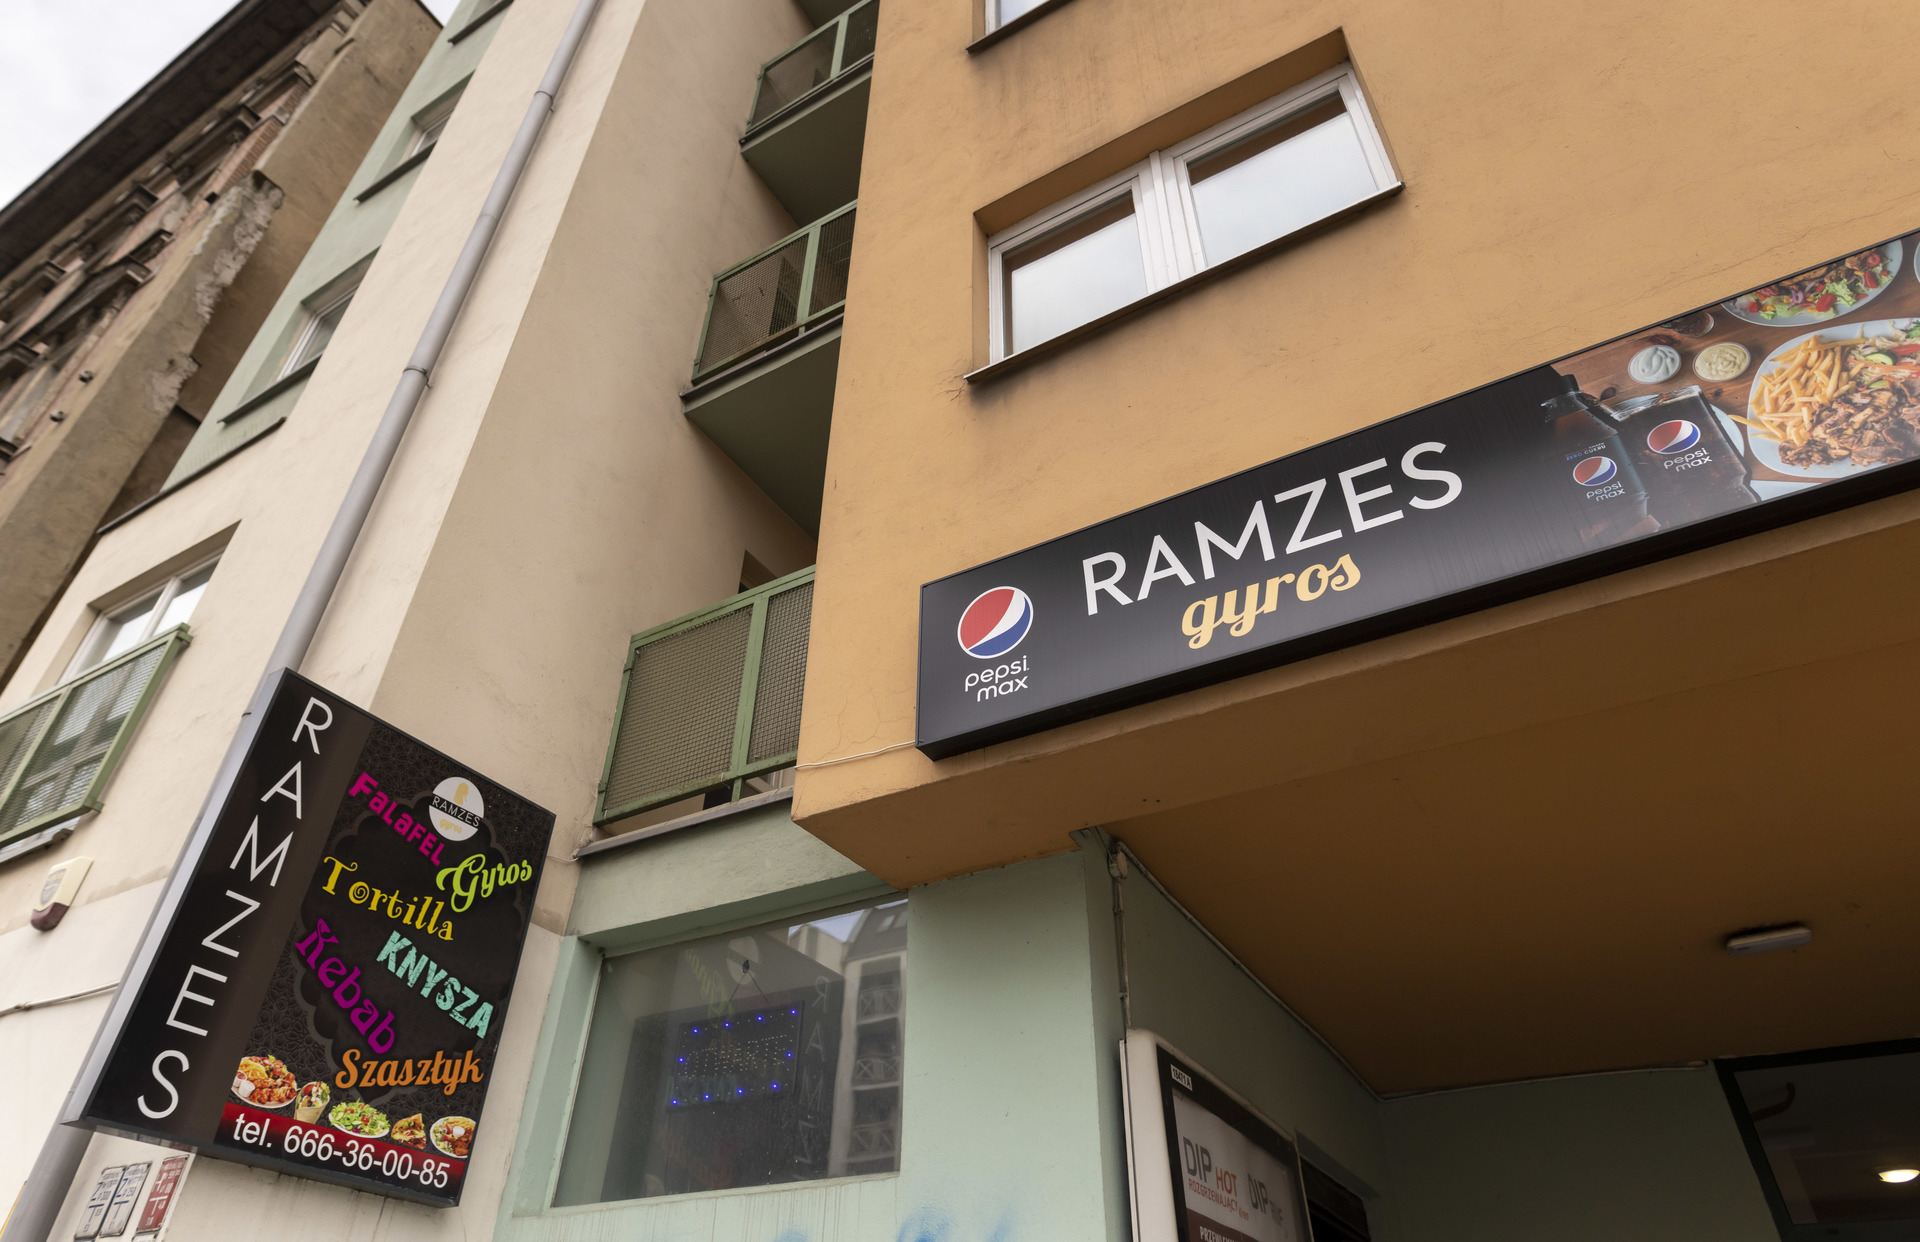 RAMZES
RAMZES
gyros
Falafel
Gyros
Tortilla
KNYSZA
Kebab
Szasztyk
tel. 666-36-00-85
pepsi
max
RAMZES
gyros
pepsi
max
pepsi
max
DIP HOT
ROZGRZEWAJĄCY
DIP